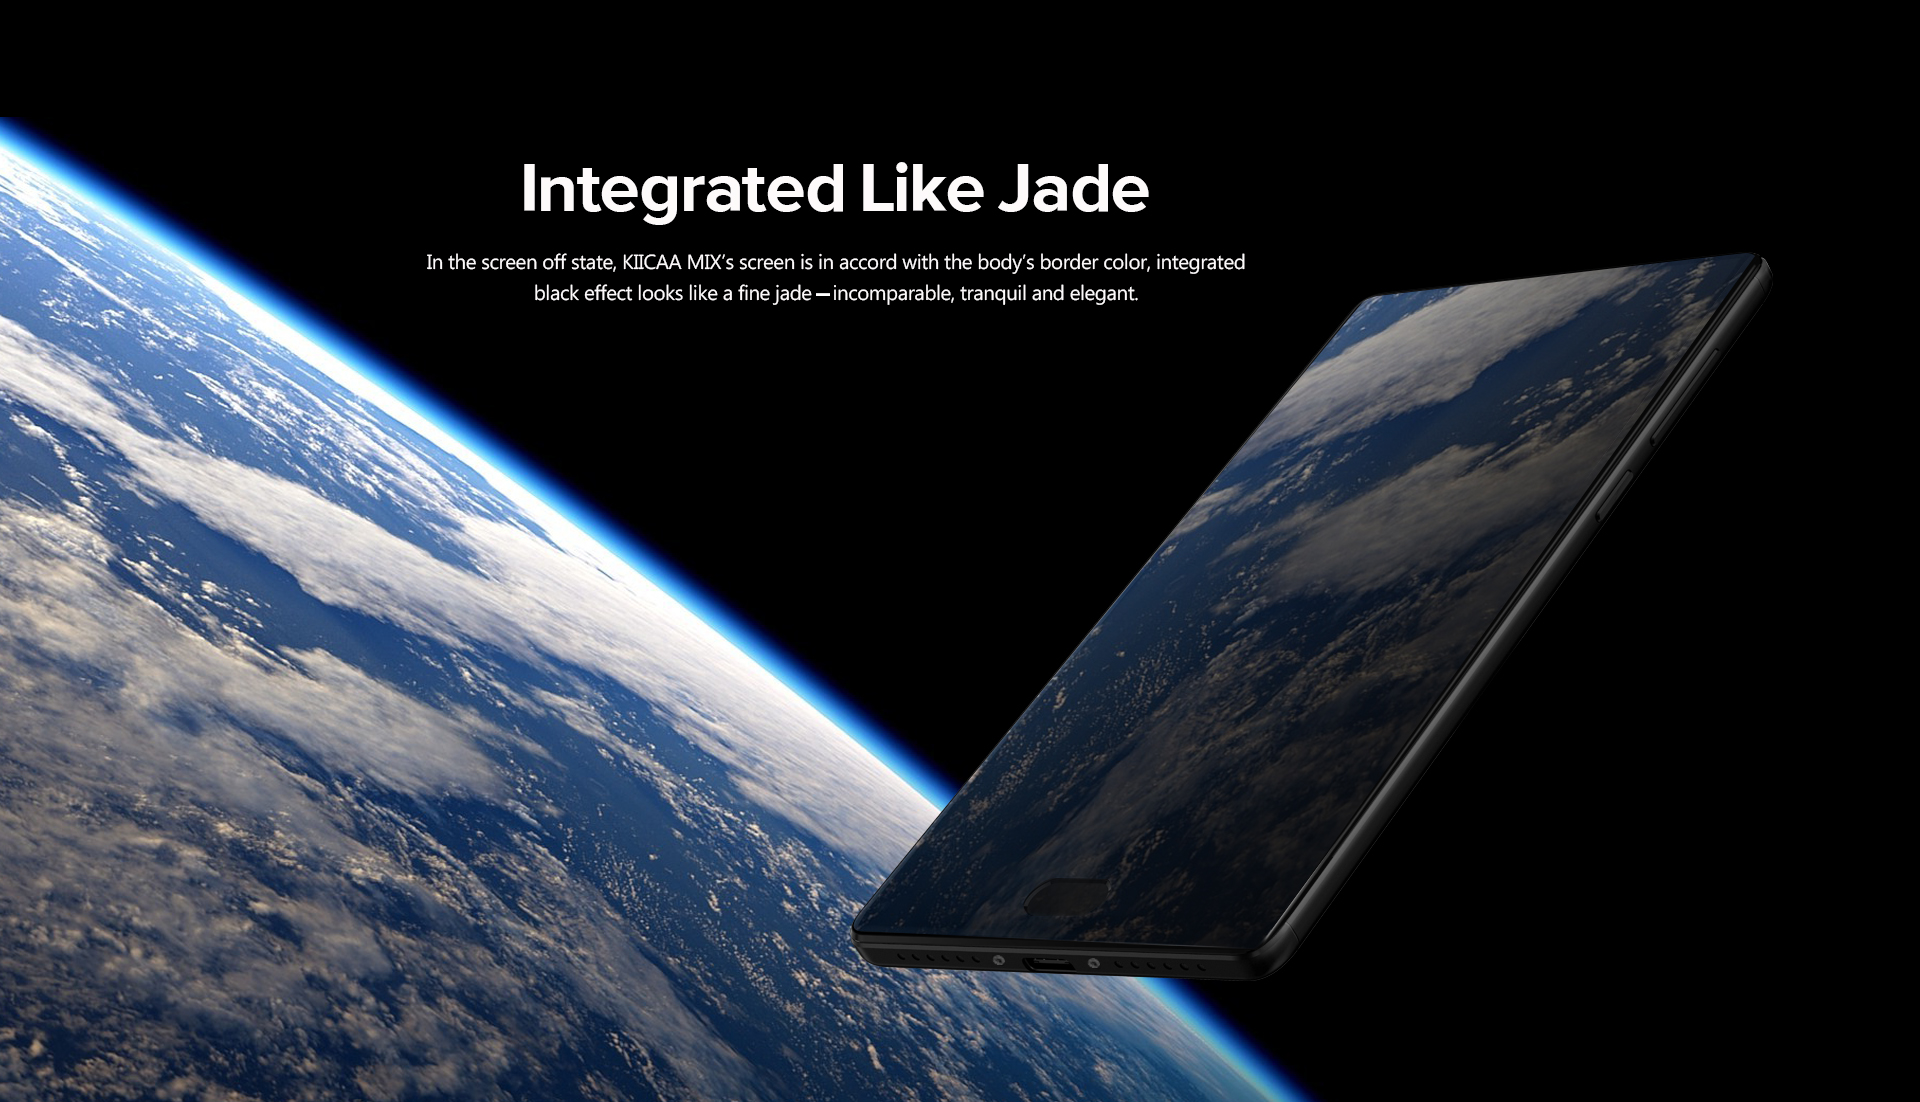 Integrated Like Jade
In the screen off state, KIICAA MIX's screen is in accord with the body's border color, integrated
black effect looks like a fine jade—incomparable, tranquil and elegant.